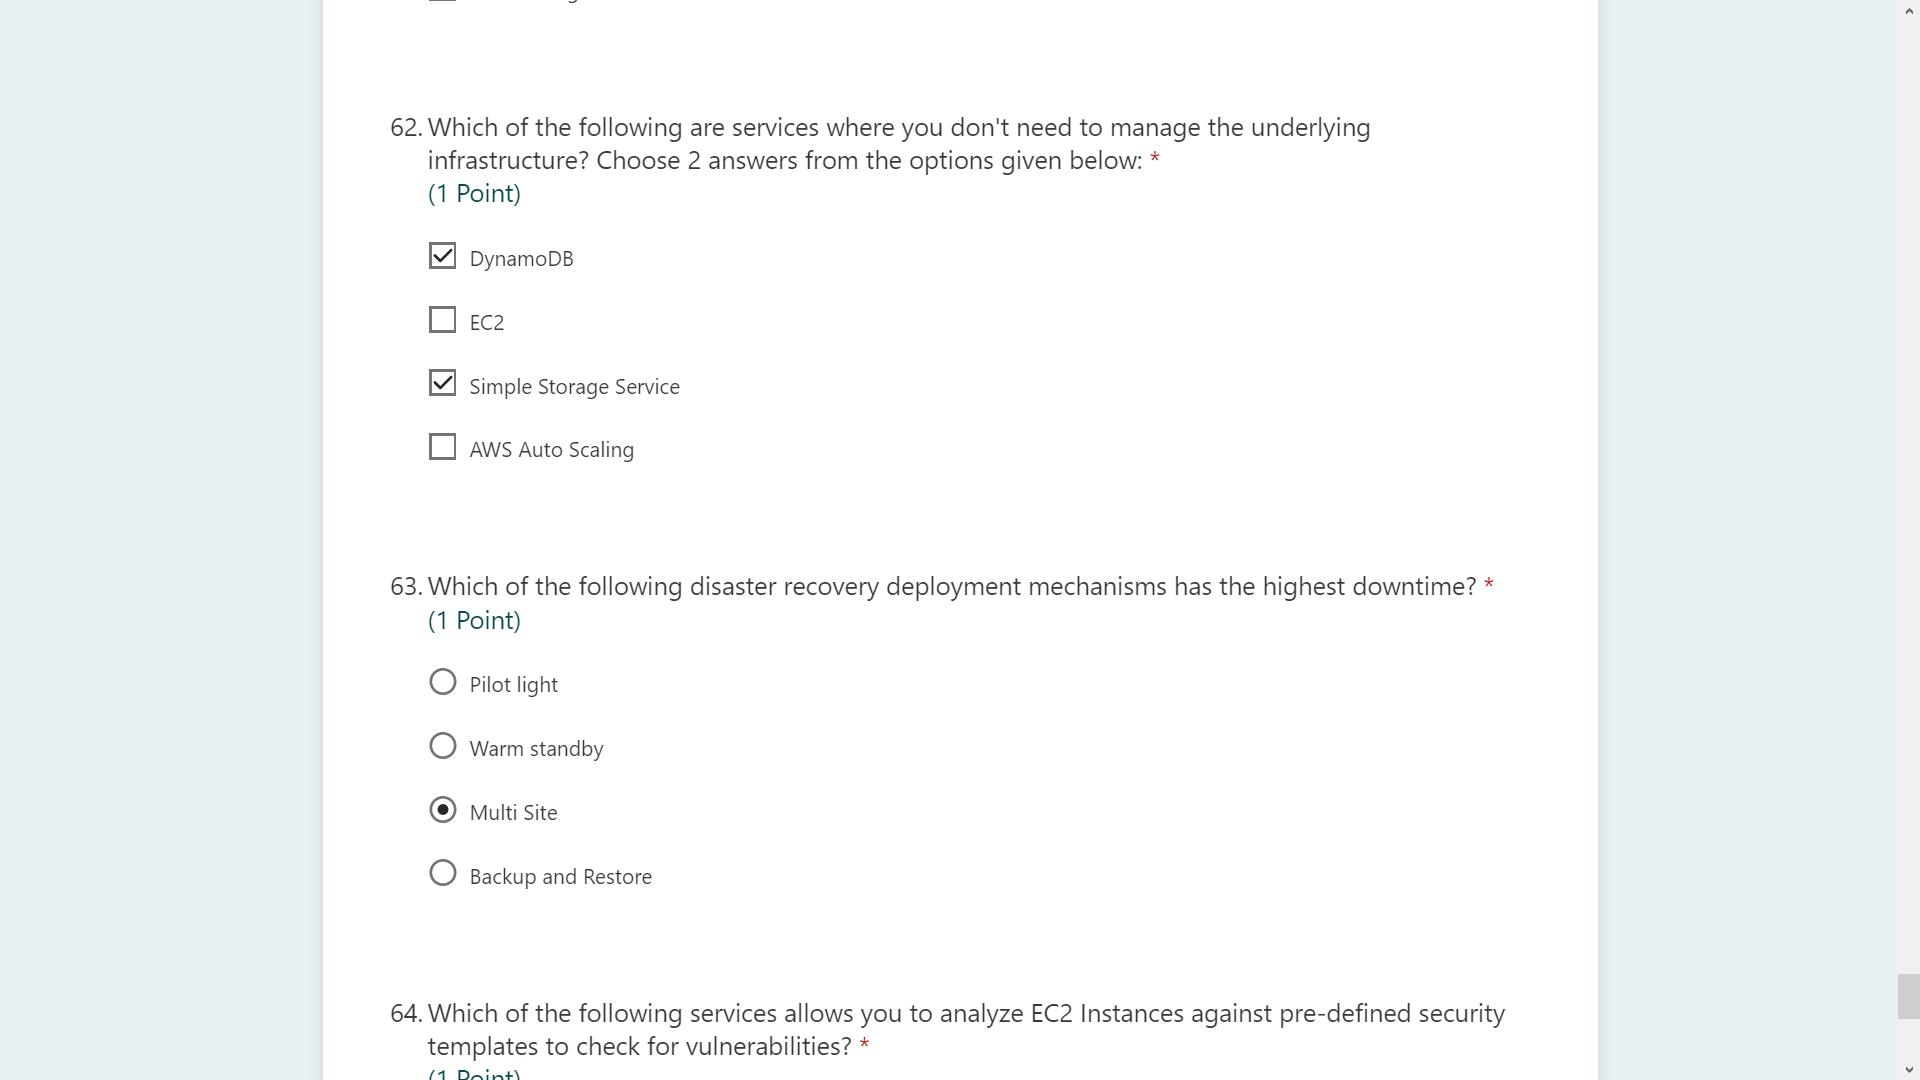 62. Which of the following are services where you don't need to manage the underlying
infrastructure? Choose 2 answers from the options given below: *
(1 Point)
DynamoDB
EC2
Simple Storage Service
AWS Auto Scaling
63. Which of the following disaster recovery deployment mechanisms has the highest downtime? *
(1 Point)
Pilot light
Warm standby
Multi Site
Backup and Restore
64. Which of the following services allows you to analyze EC2 Instances against pre-defined security
templates to check for vulnerabilities? *
(1 Point)